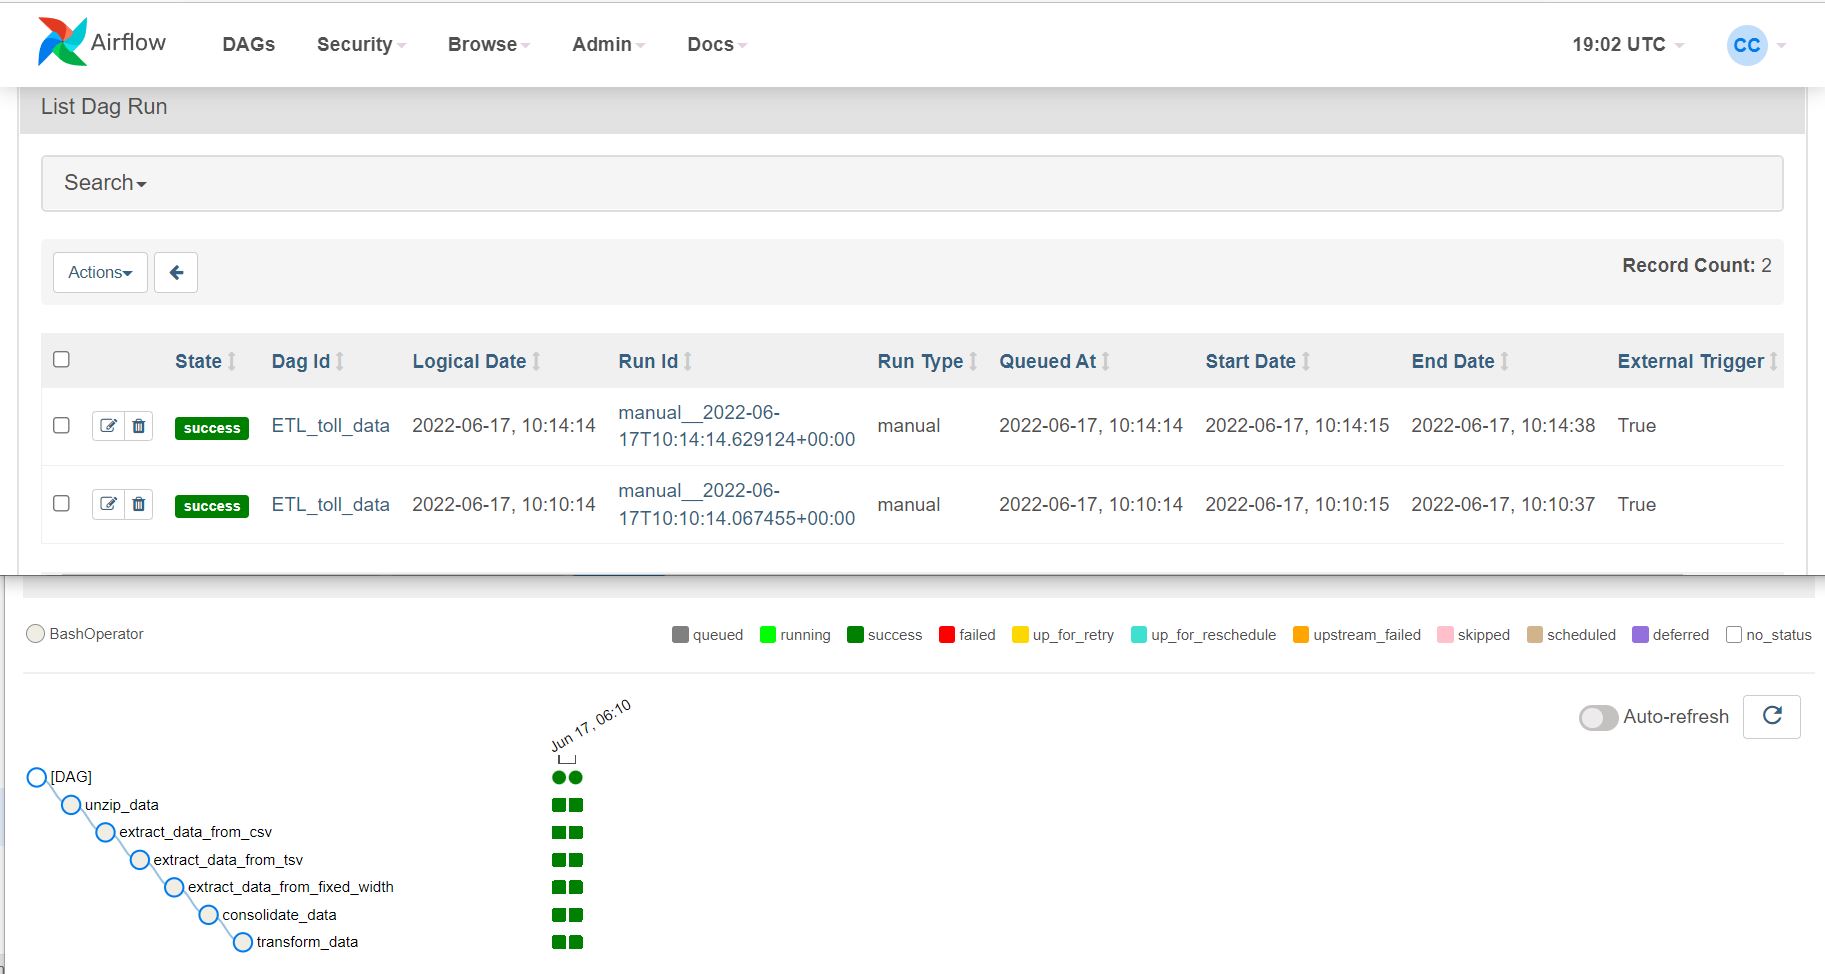 Airflow DAGs Security Browse Admin Docs 19:02 UTC CC
List Dag Run
Search
Actions Record Count: 2
State Dag Id Logical Date Run Id Run Type Queued At Start Date End Date External Trigger
success ETL_toll_data 2022-06-17, 10:14:14 manual__2022-06-
17T10:14:14.629124+00:00 manual 2022-06-17, 10:14:14 2022-06-17, 10:14:15 2022-06-17, 10:14:38 True
success ETL_toll_data 2022-06-17, 10:10:14 manual__2022-06-
17T10:10:14.067455+00:00 manual 2022-06-17, 10:10:14 2022-06-17, 10:10:15 2022-06-17, 10:10:37 True
BashOperator queued running success failed up_for_retry up_for_reschedule upstream_failed skipped scheduled deferred no_status
Auto-refresh
Jun 17, 06:10
[DAG]
unzip_data
extract_data_from_csv
extract_data_from_tsv
extract_data_from_fixed_width
consolidate_data
transform_data